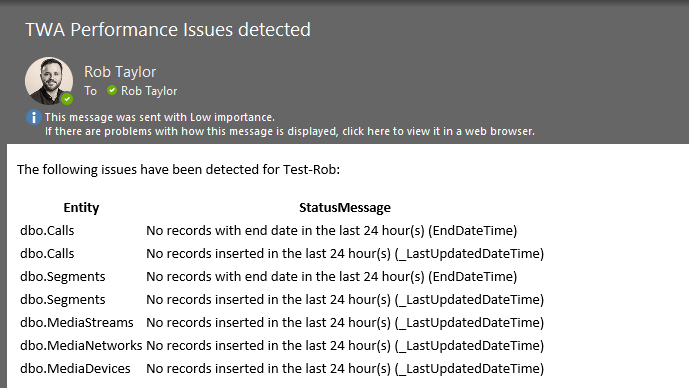 TWA Performance Issues detected
Rob Taylor
To Rob Taylor
This message was sent with Low importance.
If there are problems with how this message is displayed, click here to view it in a web browser.
The following issues have been detected for Test-Rob:
Entity StatusMessage
dbo.Calls No records with end date in the last 24 hour(s) (EndDateTime)
dbo.Calls No records inserted in the last 24 hour(s) (_LastUpdatedDateTime)
dbo.Segments No records with end date in the last 24 hour(s) (EndDateTime)
dbo.Segments No records inserted in the last 24 hour(s) (_LastUpdatedDateTime)
dbo.MediaStreams No records inserted in the last 24 hour(s) (_LastUpdatedDateTime)
dbo.MediaNetworks No records inserted in the last 24 hour(s) (_LastUpdatedDateTime)
dbo.MediaDevices No records inserted in the last 24 hour(s) (_LastUpdatedDateTime)